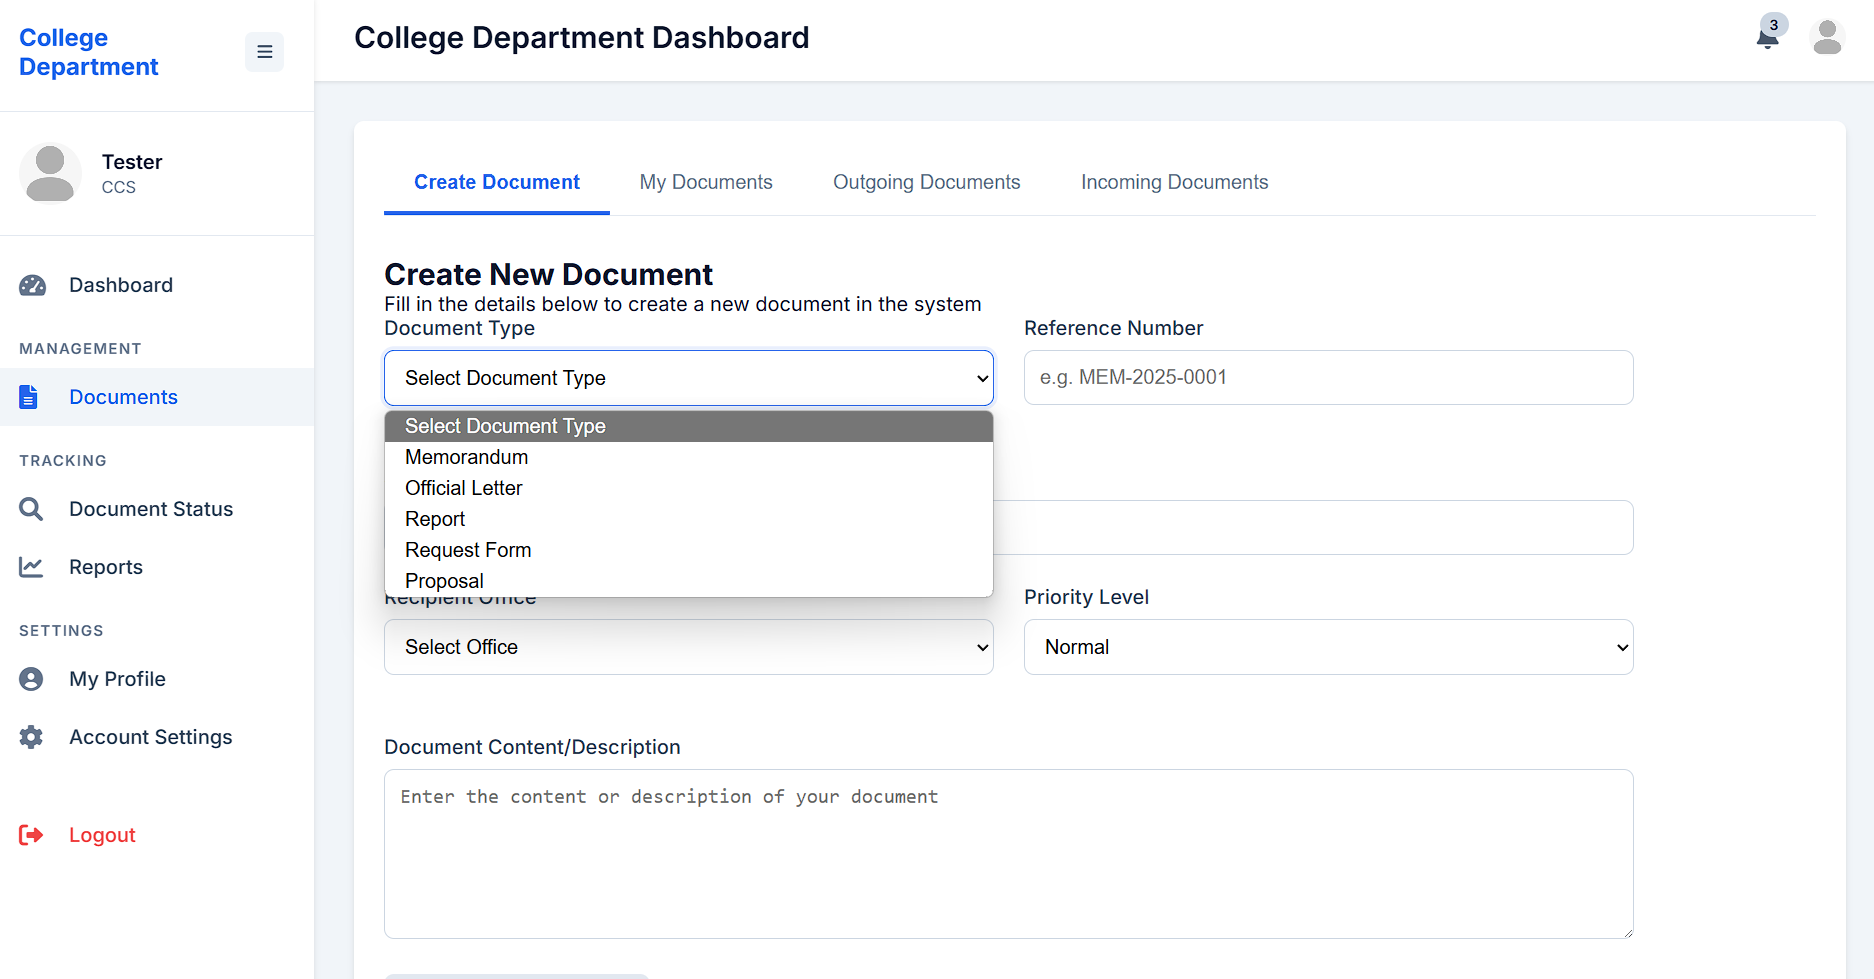 College
Department
College Department Dashboard
3
Tester
CCS
Dashboard
MANAGEMENT
Documents
TRACKING
Document Status
Reports
SETTINGS
My Profile
Account Settings
Logout
Create Document
My Documents
Outgoing Documents
Incoming Documents
Create New Document
Fill in the details below to create a new document in the system
Document Type
Reference Number
Select Document Type
e.g. MEM-2025-0001
Select Document Type
Memorandum
Official Letter
Report
Request Form
Proposal
Recipient Office
Priority Level
Select Office
Normal
Document Content/Description
Enter the content or description of your document